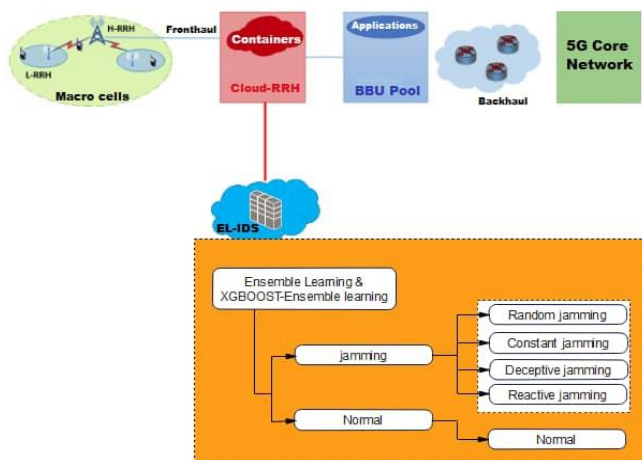 H-RRH
Fronthaul
L-RRH
Macro cells
Containers
Cloud-RRH
Applications
BBU Pool
Backhaul
5G Core
Network
EL-IDS
Ensemble Learning &
XGBOOST-Ensemble learning
jamming
Normal
Random jamming
Constant jamming
Deceptive jamming
Reactive jamming
Normal